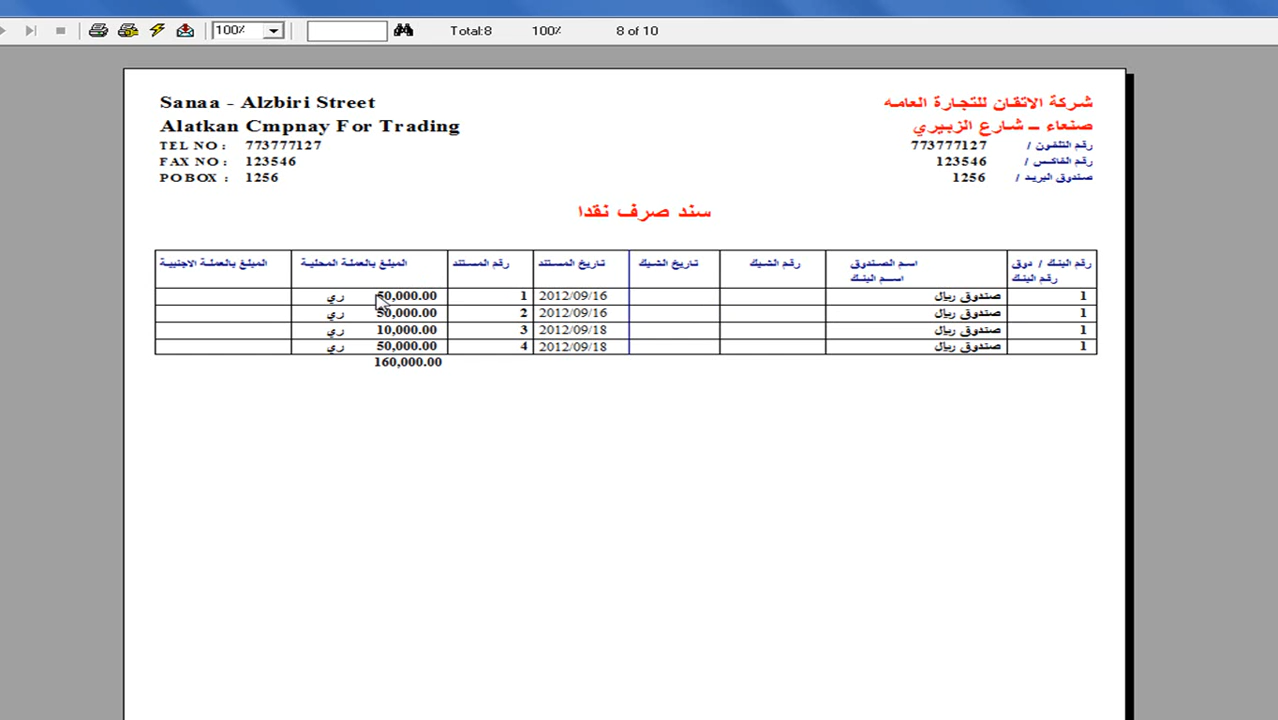 100% Total:8 100% 8 of 10
Sanaa - Alzbiri Street
Alatkan Cmpnay For Trading
TEL NO : 773777127
FAX NO : 123546
POBOX : 1256
شركة الاتقان للتجارة العامه
صنعاء – شارع الزبيري
رقم التلفون / 773777127
رقم الفاكس / 123546
صندوق البريد / 1256
سند صرف نقدا
رقم البنك / دوق اسم الصندوق رقم الشيك تاريخ الشيك تاريخ المستند رقم المستند المبلغ بالعملة المحلية المبلغ بالعملة الاجنبية
رقم البنك اسم البنك
1 صندوق ريال 2012/09/16 1 50,000.00 ري
1 صندوق ريال 2012/09/16 2 50,000.00 ري
1 صندوق ريال 2012/09/18 3 10,000.00 ري
1 صندوق ريال 2012/09/18 4 50,000.00 ري
160,000.00